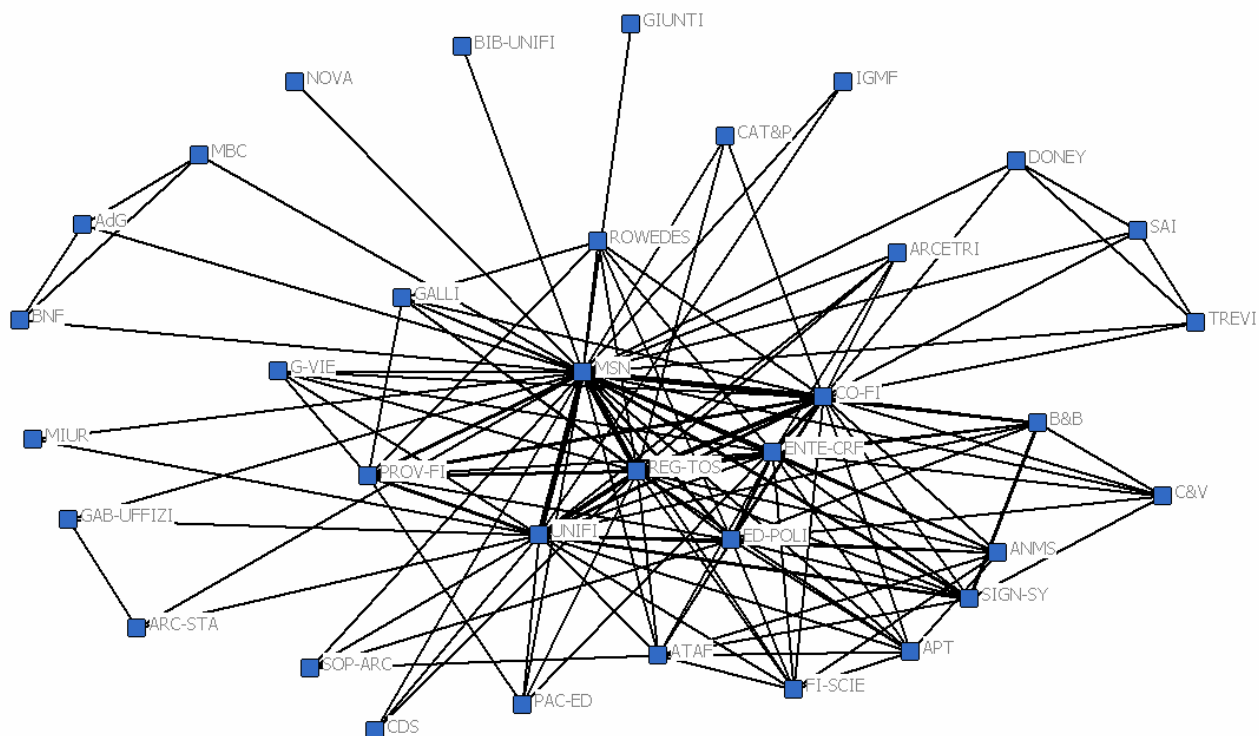 GIUNTI
BIB-UNIFI
NOVA
IGMF
CAT&P
MBC
DONEY
AdG
SAI
ROWEDES
ARCETRI
GALLI
BNF
TREVI
G-VIE
MSN
CO-FI
B&B
MIUR
ENTE-CRF
PROV-FI
REG-TOS
C&V
GAB-UFFIZI
UNIFI
ED-POLI
ANMS
SIGN-SY
ARC-STA
SOP-ARC
ATAF
APT
FI-SCIE
PAC-ED
CDS